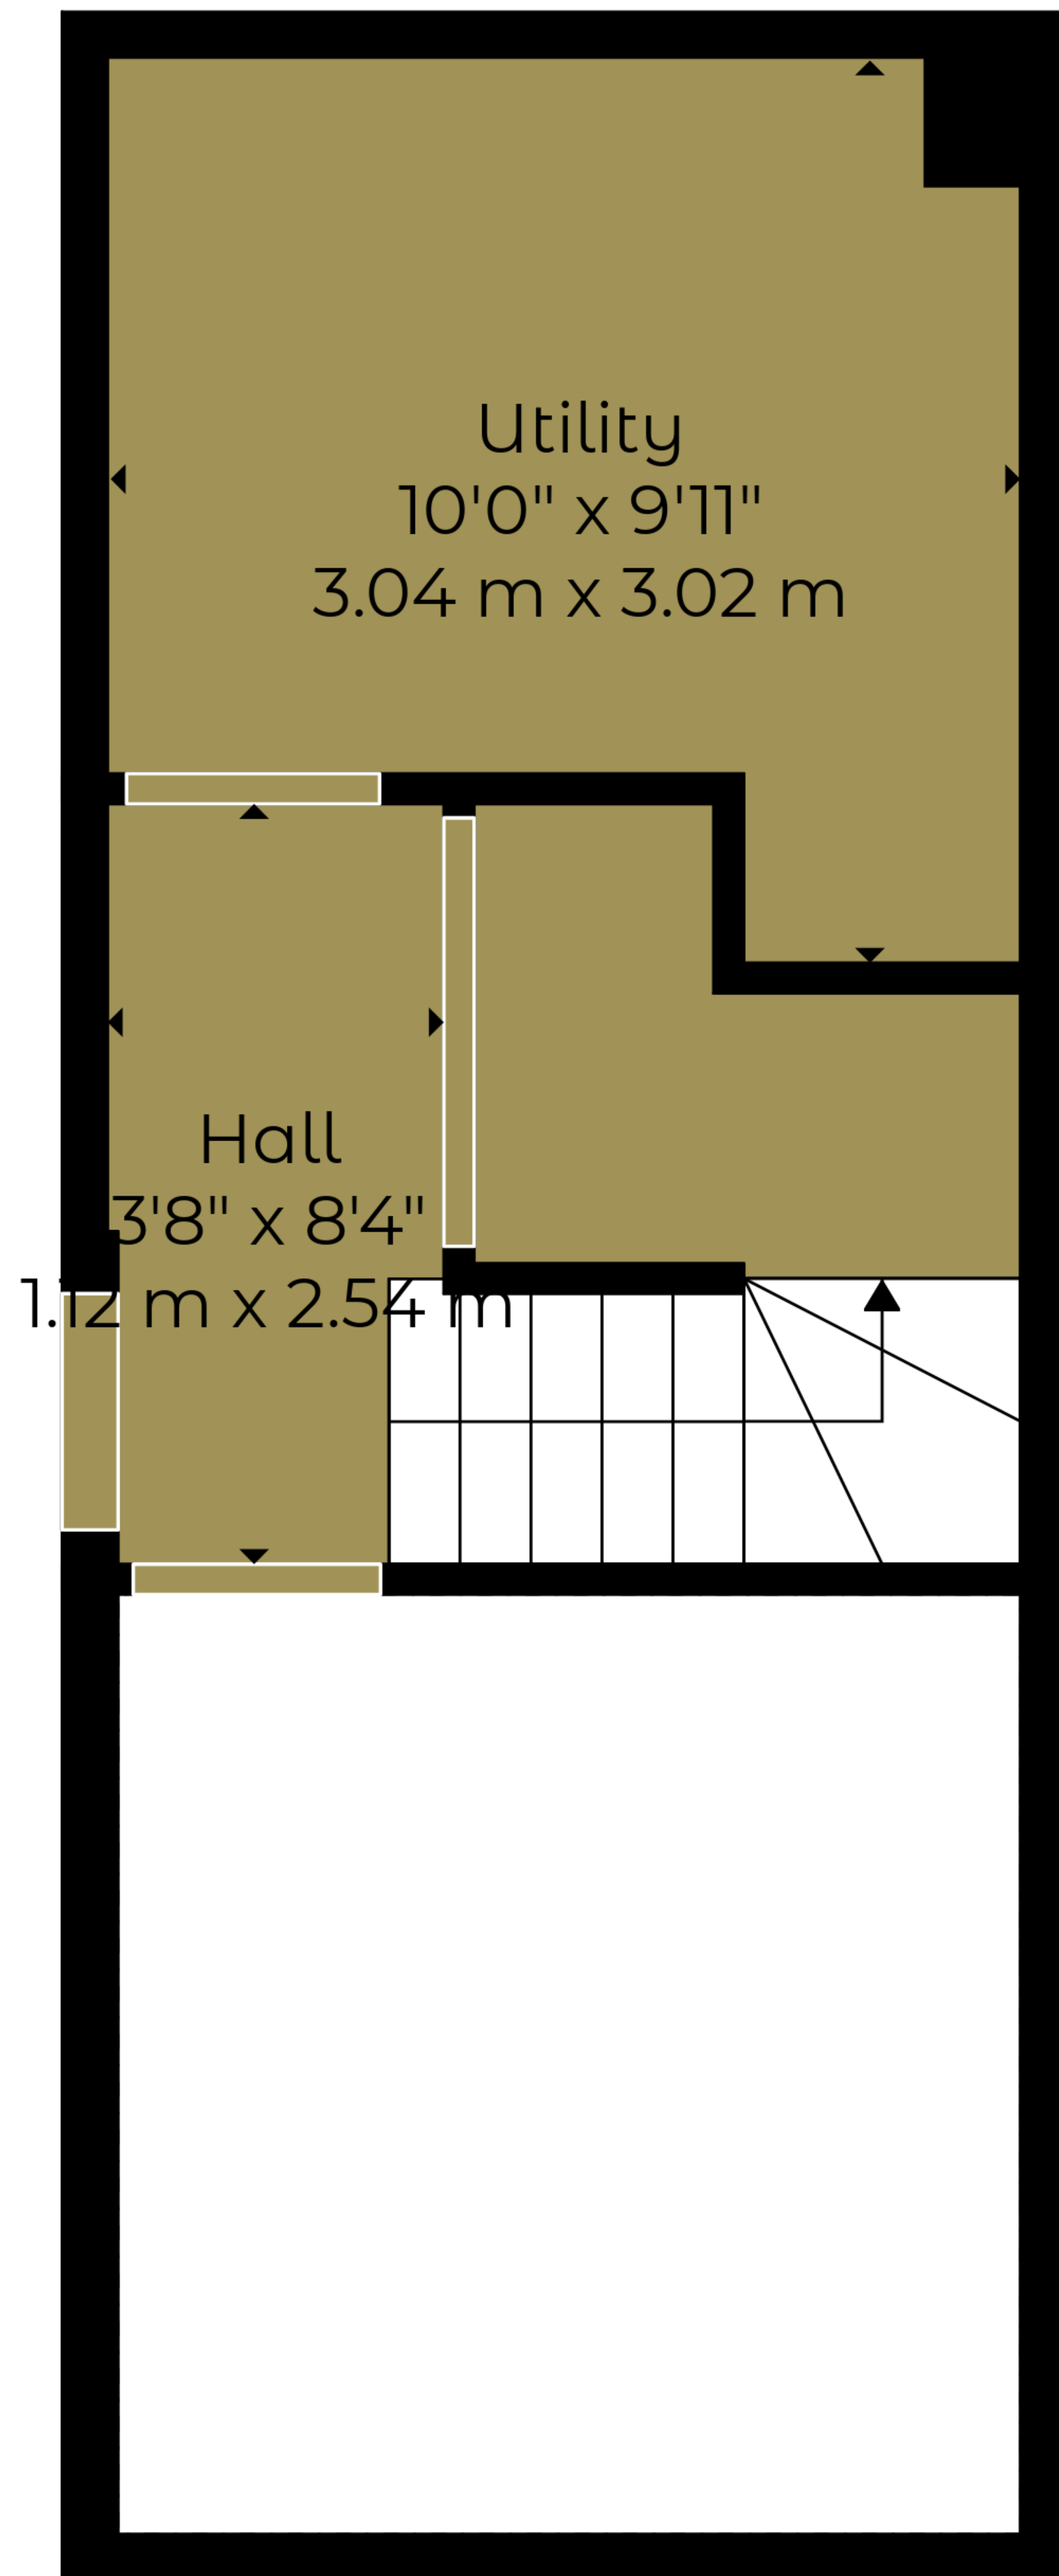 Utility
10'0" x 9'11"
3.04 m x 3.02 m
Hall
3'8" x 8'4"
1.12 m x 2.54 m